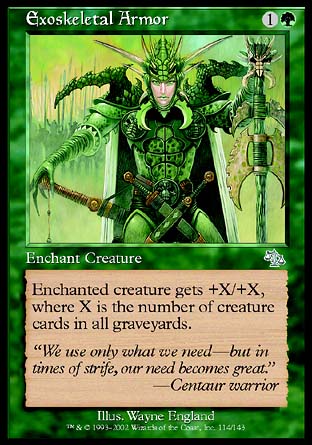 Exoskeletal Armor 1
Enchant Creature
Enchanted creature gets +X/+X,
where X is the number of creature
cards in all graveyards.
“We use only what we need—but in
times of strife, our need becomes great.”
—Centaur warrior
Illus. Wayne England
™ & © 1993-2002 Wizards of the Coast, Inc. 114/143